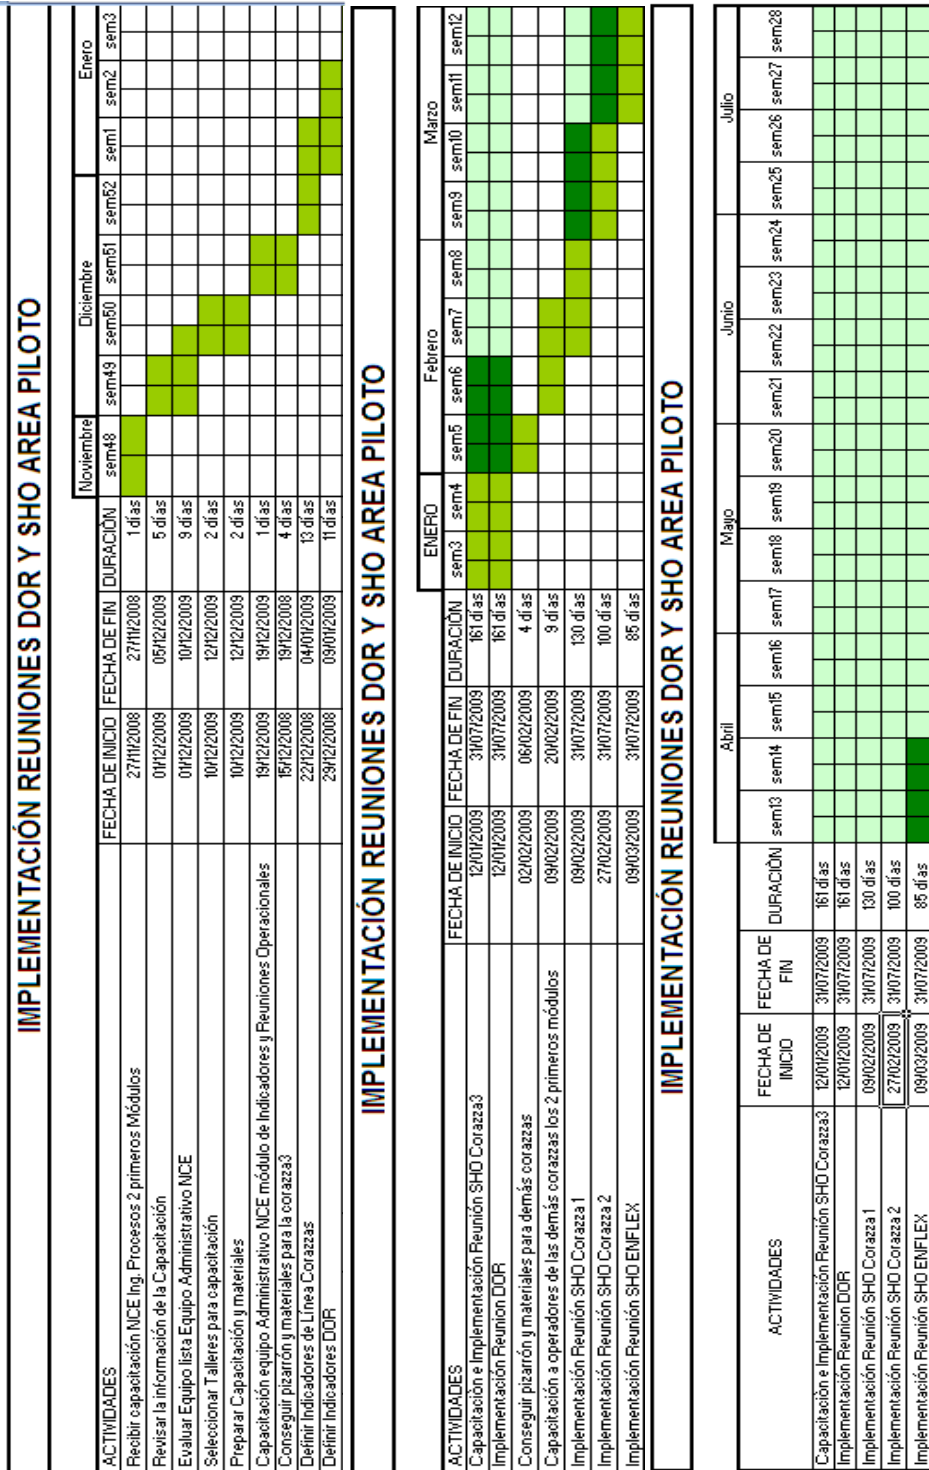 IMPLEMENTACIÓN REUNIONES DOR Y SHO AREA PILOTO
Noviembre Diciembre Enero
ACTIVIDADES FECHA DE INICIO FECHA DE FIN DURACIÓN sem48 sem49 sem50 sem51 sem52 sem1 sem2 sem3
Recibir capacitación NCE Ing. Procesos 2 primeros Módulos 27/11/2008 27/11/2008 1 días
Revisar la información de la Capacitación 01/12/2009 05/12/2009 5 días
Evaluar Equipo lista Equipo Administrativo NCE 01/12/2009 10/12/2009 9 días
Seleccionar Talleres para capacitación 10/12/2009 12/12/2009 2 días
Preparar Capacitación y materiales 10/12/2009 12/12/2009 2 días
Capacitación equipo Administrativo NCE módulo de Indicadores y Reuniones Operacionales 19/12/2009 19/12/2009 1 días
Conseguir pizarrón y materiales para la corazza3 15/12/2008 19/12/2008 4 días
Definir Indicadores de Línea Corazzas 22/12/2008 04/01/2009 13 días
Definir Indicadores DOR 29/12/2008 09/01/2009 11 días
IMPLEMENTACIÓN REUNIONES DOR Y SHO AREA PILOTO
ENERO Febrero Marzo
ACTIVIDADES FECHA DE INICIO FECHA DE FIN DURACIÓN sem3 sem4 sem5 sem6 sem7 sem8 sem9 sem10 sem11 sem12
Capacitación e Implementación Reunión SHO Corazza3 12/01/2009 31/07/2009 161 días
Implementación Reunion DOR 12/01/2009 31/07/2009 161 días
Conseguir pizarrón y materiales para demás corazzas 02/02/2009 06/02/2009 4 días
Capacitación a operadores de las demás corazzas los 2 primeros módulos 09/02/2009 20/02/2009 9 días
Implementación Reunión SHO Corazza 1 09/02/2009 31/07/2009 130 días
Implementación Reunión SHO Corazza 2 27/02/2009 31/07/2009 100 días
Implementación Reunión SHO ENFLEX 09/03/2009 31/07/2009 85 días
IMPLEMENTACIÓN REUNIONES DOR Y SHO AREA PILOTO
Abril Mayo Junio Julio
ACTIVIDADES FECHA DE INICIO FECHA DE FIN DURACIÓN sem13 sem14 sem15 sem16 sem17 sem18 sem19 sem20 sem21 sem22 sem23 sem24 sem25 sem26 sem27 sem28
Capacitación e Implementación Reunión SHO Corazza3 12/01/2009 31/07/2009 161 días
Implementación Reunion DOR 12/01/2009 31/07/2009 161 días
Implementación Reunión SHO Corazza 1 09/02/2009 31/07/2009 130 días
Implementación Reunión SHO Corazza 2 27/02/2009 31/07/2009 100 días
Implementación Reunión SHO ENFLEX 09/03/2009 31/07/2009 85 días